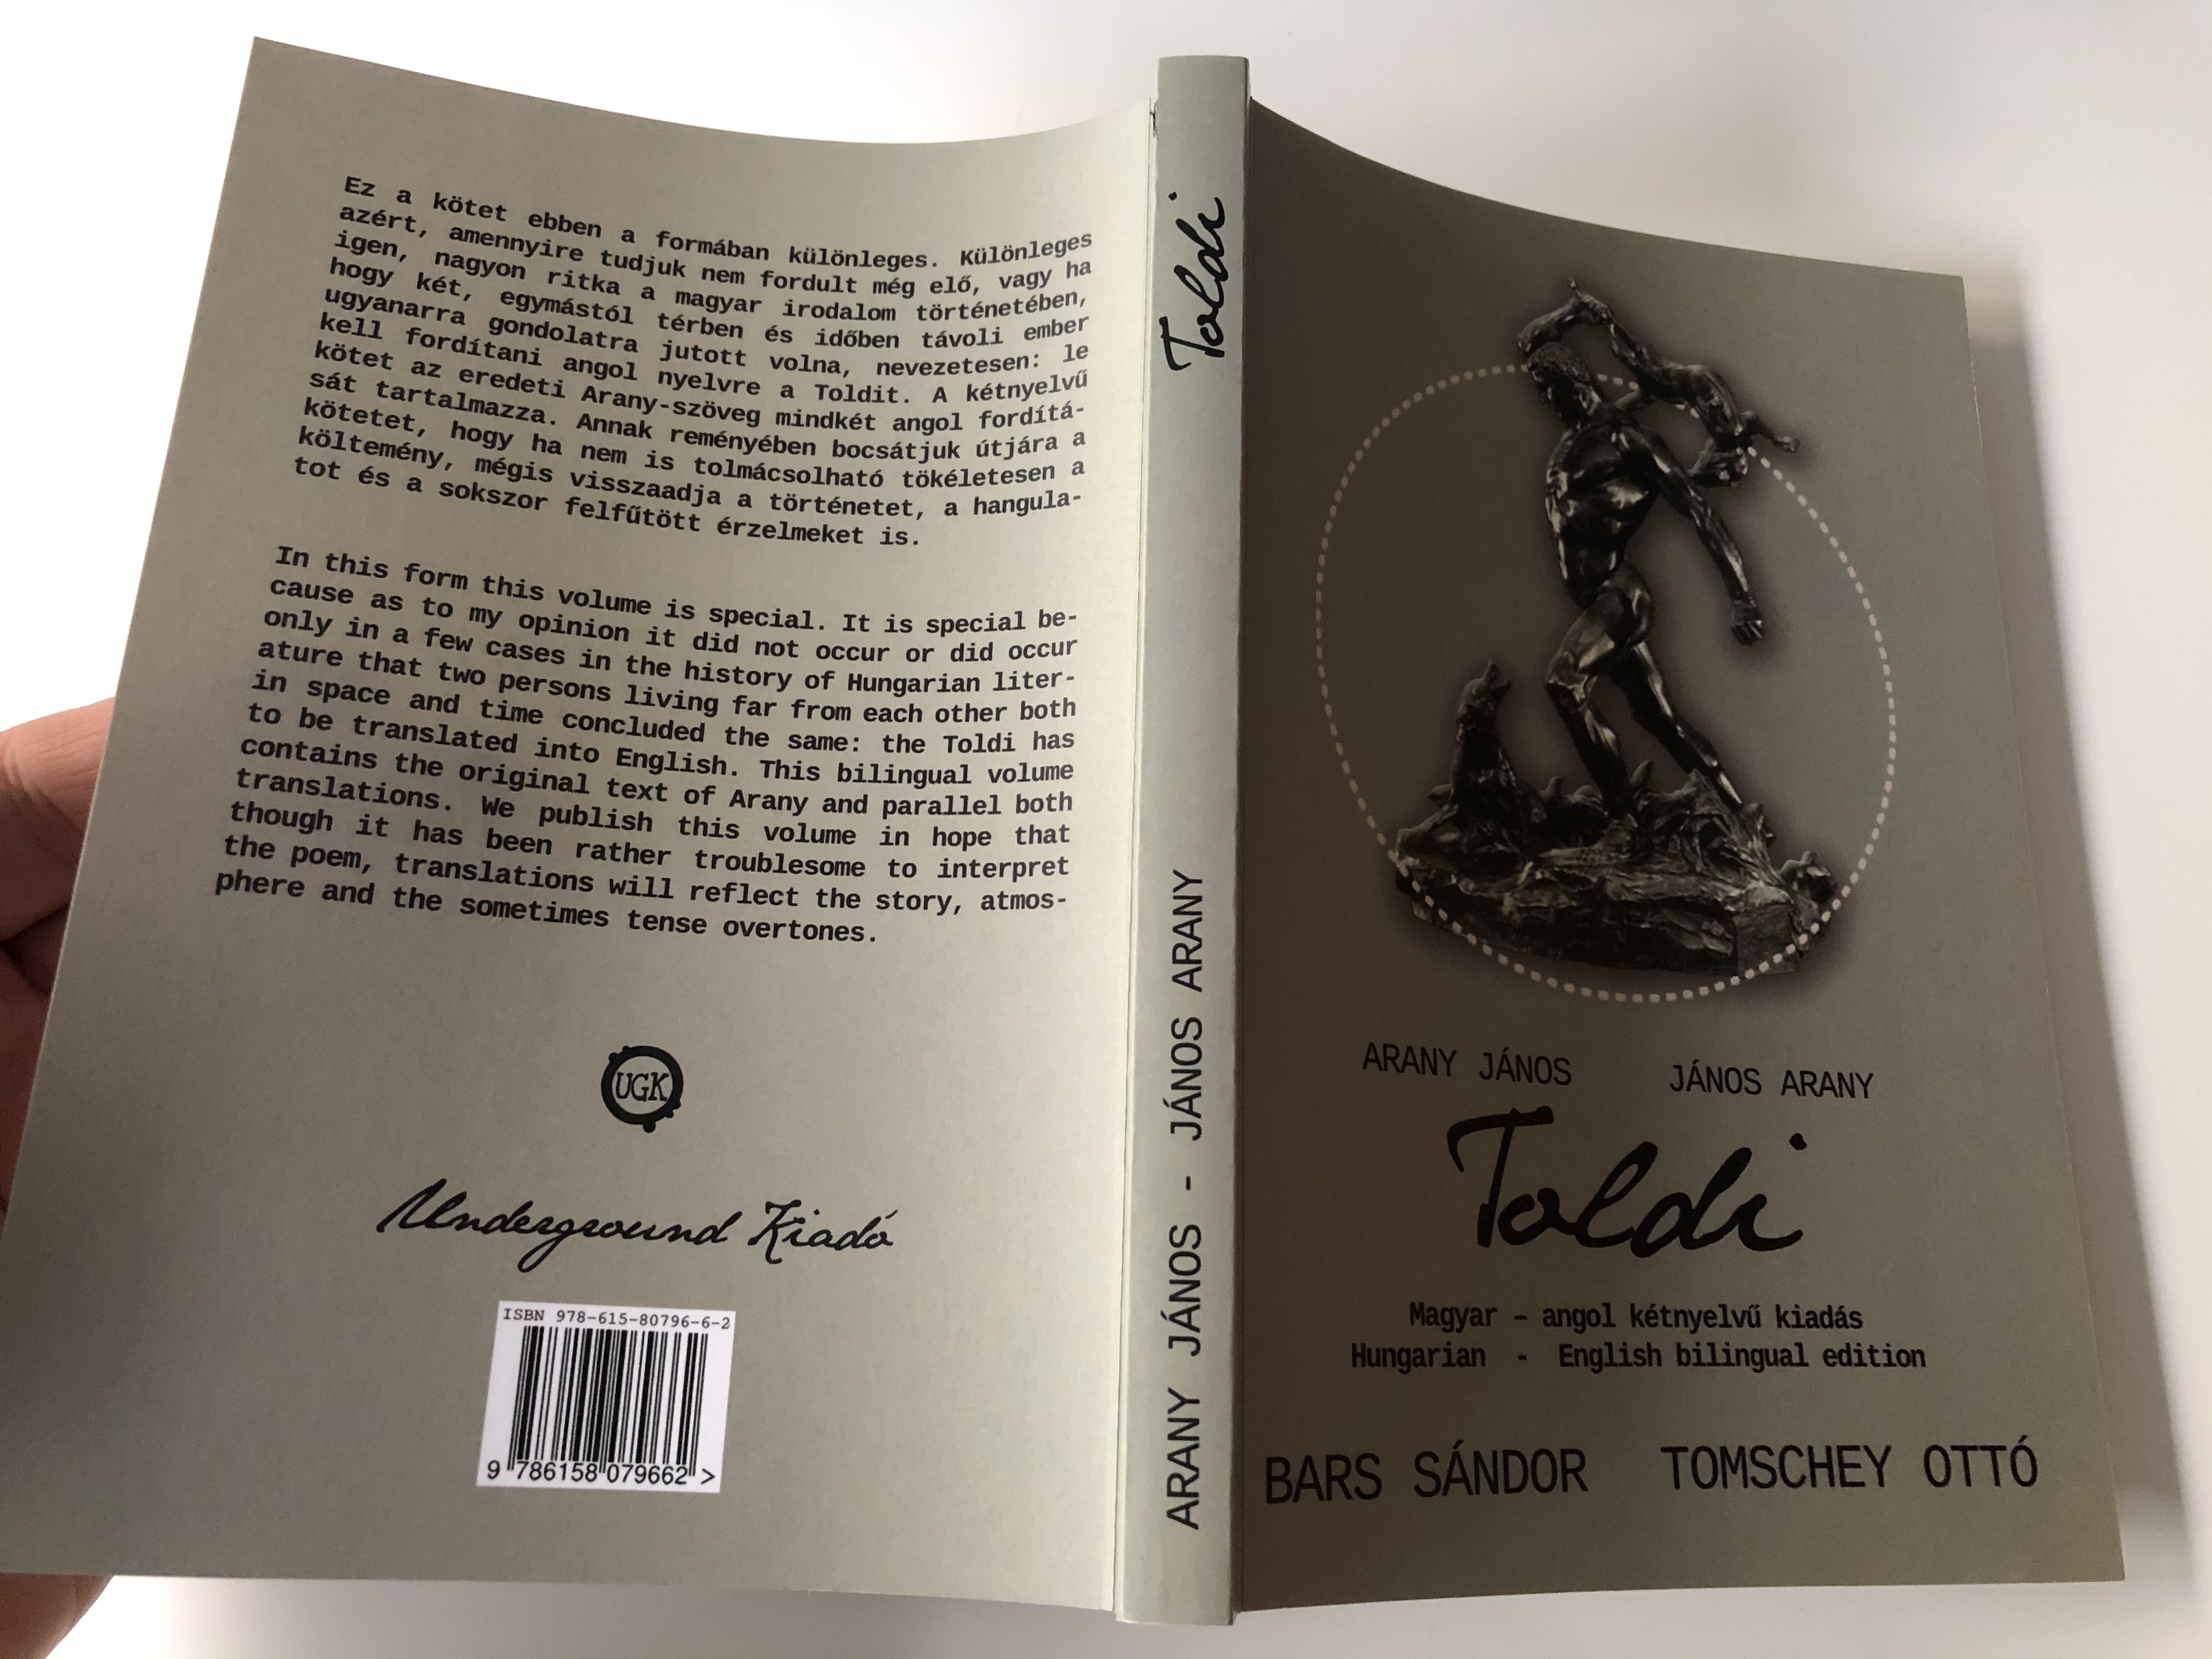 Ez a kötet ebben a formában különleges. Különleges
azért, amennyire tudjuk nem fordult még elő, vagy ha
igen, nagyon ritka a magyar irodalom történetében,
hogy két, egymástól térben és időben távoli ember
ugyanarra gondolatra jutott volna, nevezetesen: le
kell fordítani angol nyelvre a Toldit. A kétnyelvű
kötet az eredeti Arany-szöveg mindkét angol fordítá-
sát tartalmazza. Annak reményében bocsátjuk útjára a
kötetet, hogy ha nem is tolmácsolható tökéletesen a
költemény, mégis visszaadja a történetet, a hangula-
tot és a sokszor felfűtött érzelmeket is.
In this form this volume is special. It is special be-
cause as to my opinion it did not occur or did occur
only in a few cases in the history of Hungarian liter-
ature that two persons living far from each other both
in space and time concluded the same: the Toldi has
to be translated into English. This bilingual volume
contains the original text of Arany and parallel both
translations. We publish this volume in hope that
though it has been rather troublesome to interpret
the poem, translations will reflect the story, atmos-
phere and the sometimes tense overtones.
UGK
Underground Kiadó
ISBN 978-615-80796-6-2
9 786158 079662 >
ARANY JÁNOS - JÁNOS ARANY
Toldi
ARANY JÁNOS JÁNOS ARANY
Toldi
Magyar – angol kétnyelvű kiadás
Hungarian - English bilingual edition
BARS SÁNDOR TOMSCHEY OTTÓ